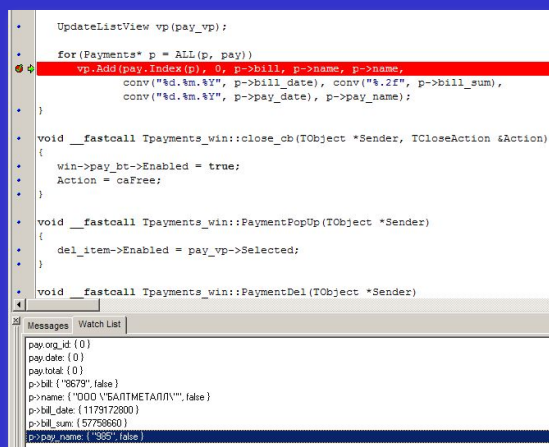 UpdateListView vp(pay_vp);
for(Payments* p = ALL(p, pay))
vp.Add(pay.Index(p), 0, p->bill, p->name, p->name,
conv("%d.%m.%Y", p->bill_date), conv("%.2f", p->bill_sum),
conv("%d.%m.%Y", p->pay_date), p->pay_name);
}
void __fastcall Tpayments_win::close_cb(TObject *Sender, TCloseAction &Action)
{
win->pay_bt->Enabled = true;
Action = caFree;
}
void __fastcall Tpayments_win::PaymentPopUp(TObject *Sender)
{
del_item->Enabled = pay_vp->Selected;
}
void __fastcall Tpayments_win::PaymentDel(TObject *Sender)
Messages Watch List
pay.org_id: { 0 }
pay.date: { 0 }
pay.total: { 0 }
p->bill: { "8679", false }
p->name: { "ООО \"БАЛТМЕТАЛЛ\"", false }
p->bill_date: { 1179172800 }
p->bill_sum: { 57758660 }
p->pay_name: { "985", false }